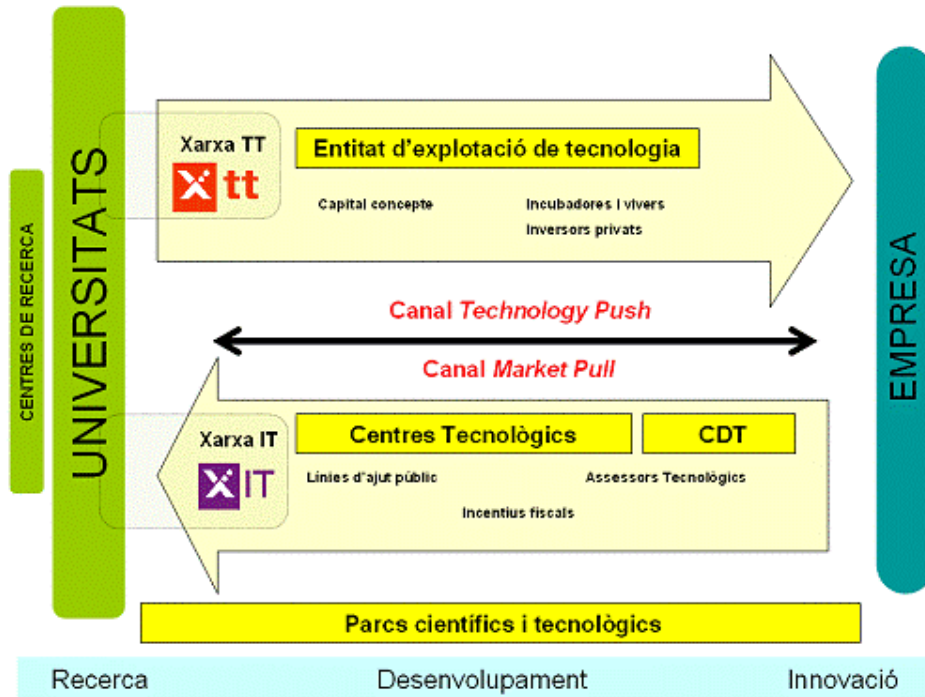 CENTRES DE RECERCA
UNIVERSITATS
Xarxa TT
X tt
Entitat d'explotació de tecnologia
Capital concepte
Incubadores i vivers
Inversors privats
Canal Technology Push
Canal Market Pull
Xarxa IT
X IT
Centres Tecnològics
CDT
Línies d'ajut públic
Assessors Tecnològics
Incentius fiscals
EMPRESA
Parcs científics i tecnològics
Recerca
Desenvolupament
Innovació